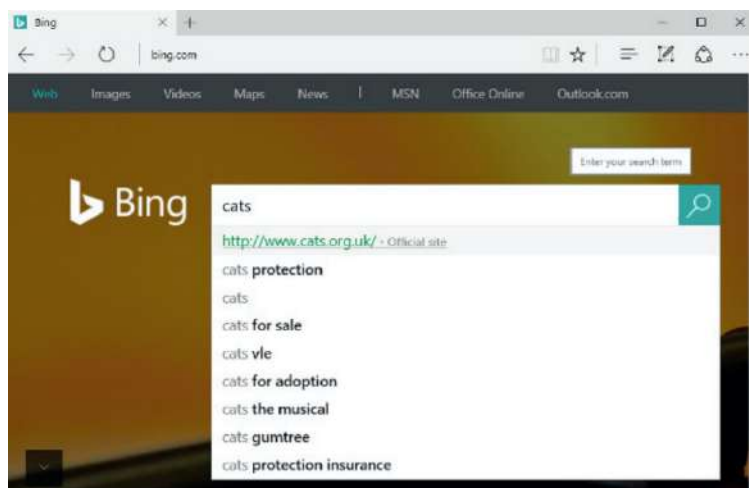 Bing
bing.com
Web Images Videos Maps News | MSN Office Online Outlook.com
Enter your search term
Bing
cats
http://www.cats.org.uk/ - Official site
cats protection
cats
cats for sale
cats vle
cats for adoption
cats the musical
cats gumtree
cats protection insurance